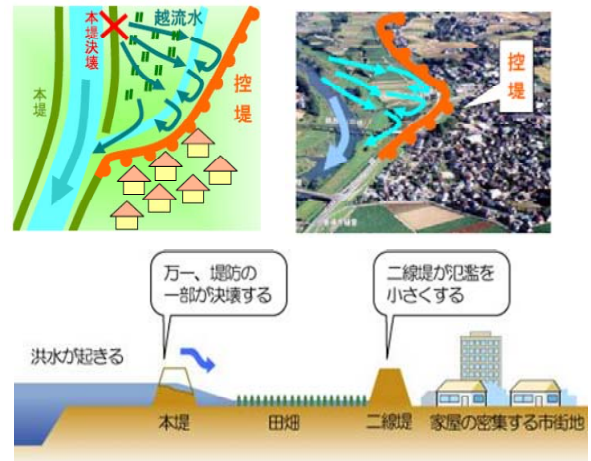 本堤決壊
越流水
控堤
本堤
控堤
万一、堤防の
一部が決壊する
二線堤が氾濫を
小さくする
洪水が起きる
本堤
田畑
二線堤
家屋の密集する市街地